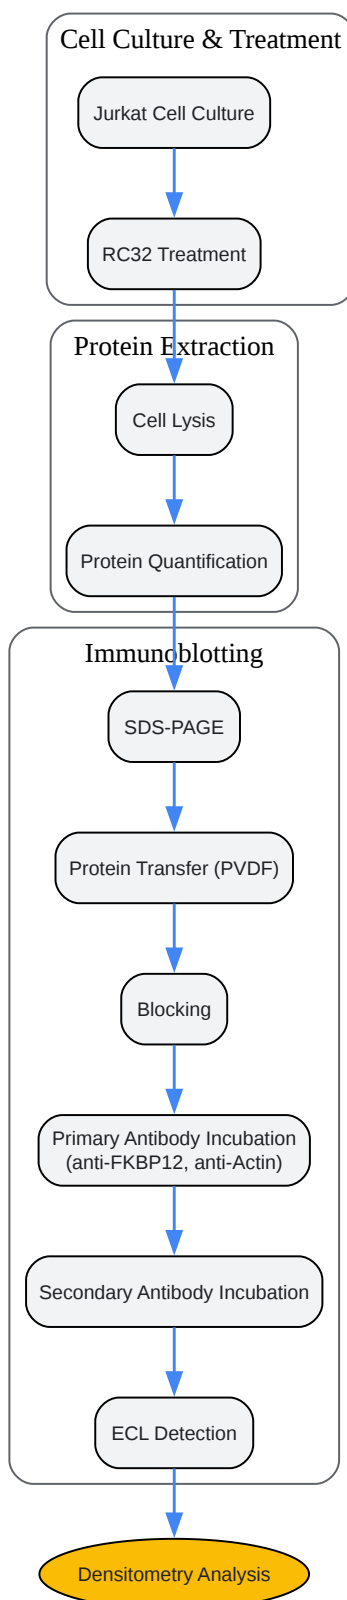 Cell Culture & Treatment
Jurkat Cell Culture
RC32 Treatment
Protein Extraction
Cell Lysis
Protein Quantification
Immunoblotting
SDS-PAGE
Protein Transfer (PVDF)
Blocking
Primary Antibody Incubation
(anti-FKBP12, anti-Actin)
Secondary Antibody Incubation
ECL Detection
Densitometry Analysis